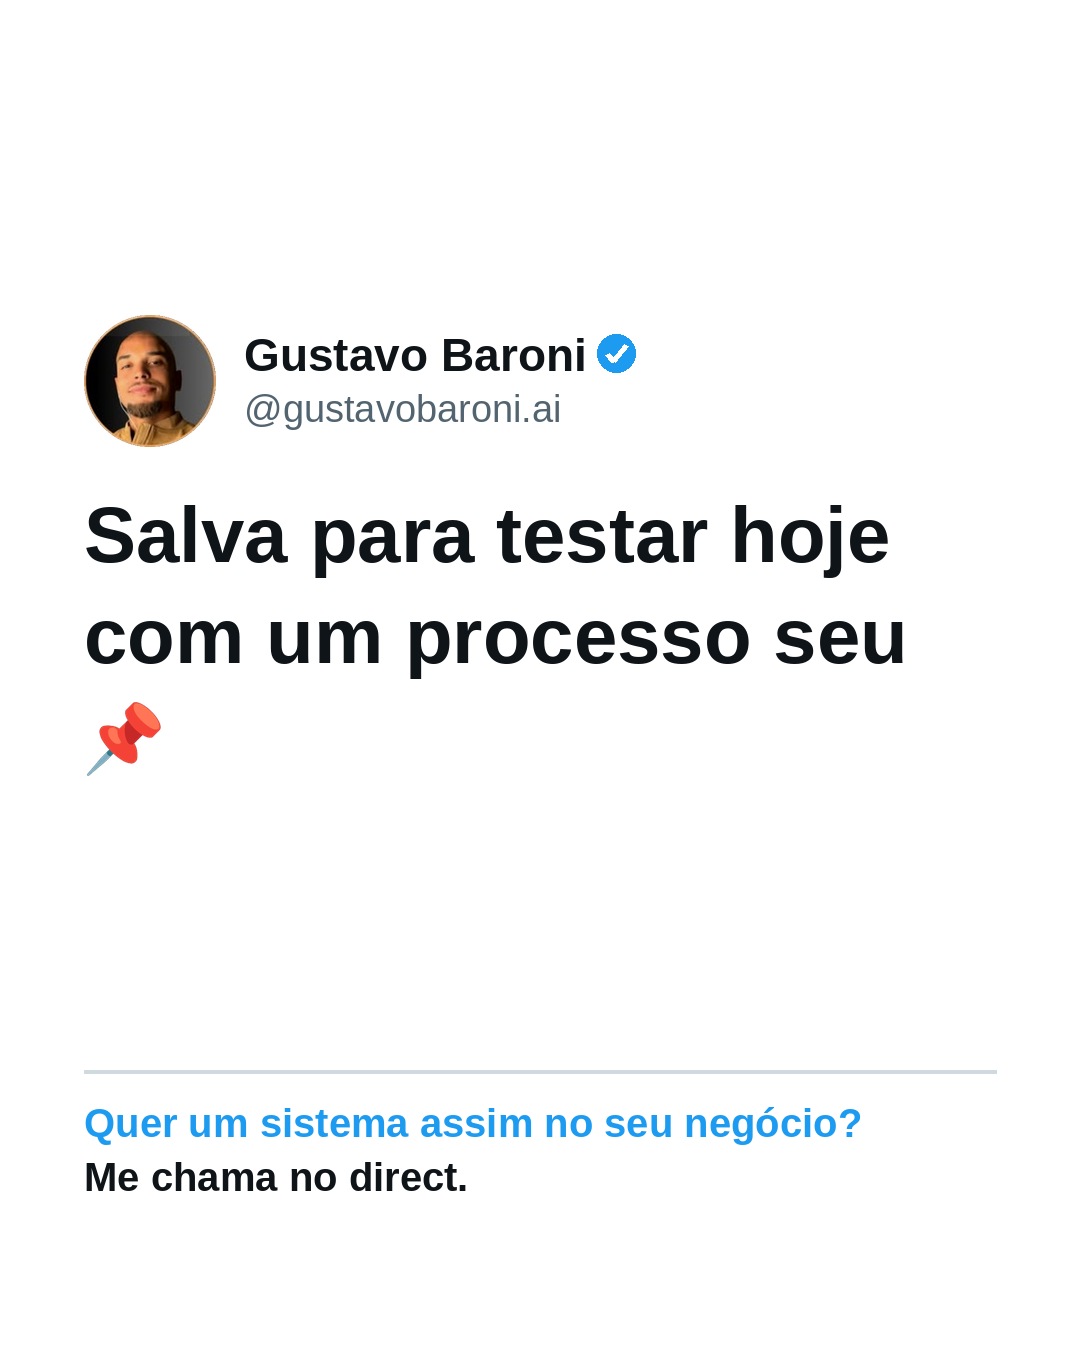 Gustavo Baroni
@gustavobaroni.ai
Salva para testar hoje
com um processo seu
📌
Quer um sistema assim no seu negócio?
Me chama no direct.